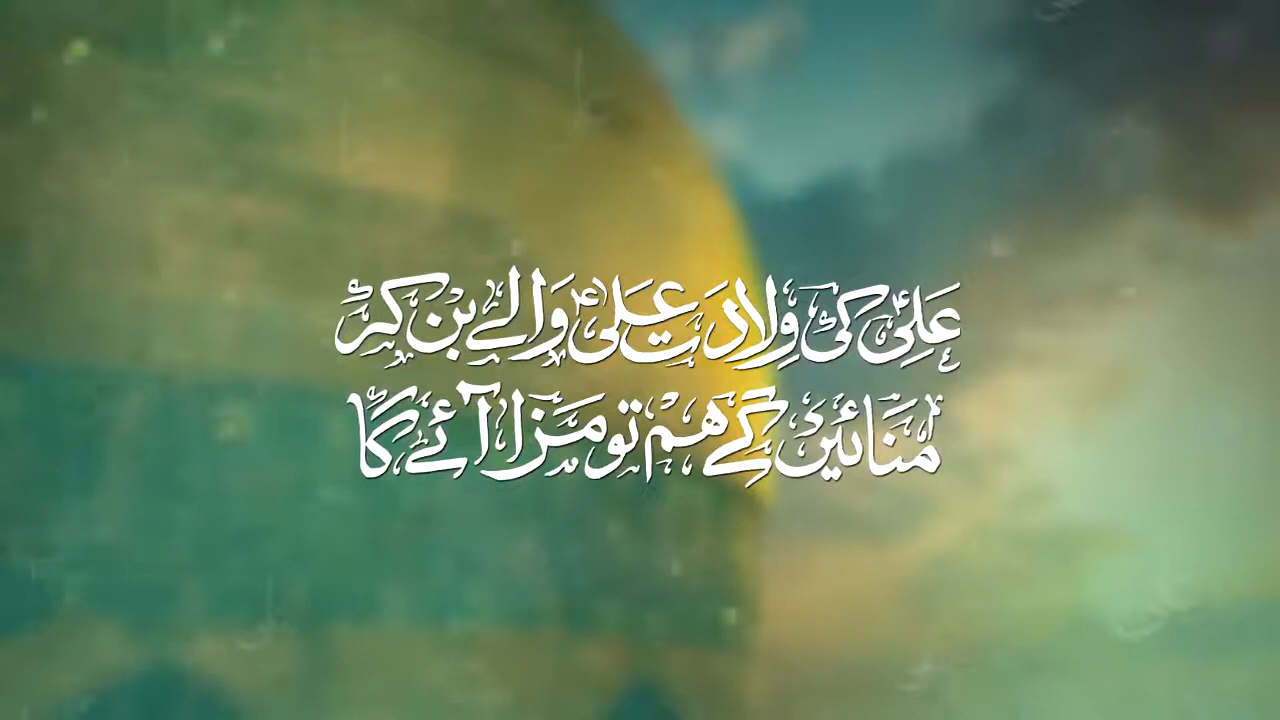 علیؑ کی ولادت علیؑ والے بن کر
منائیں گے ہم تو مزا آئے گا